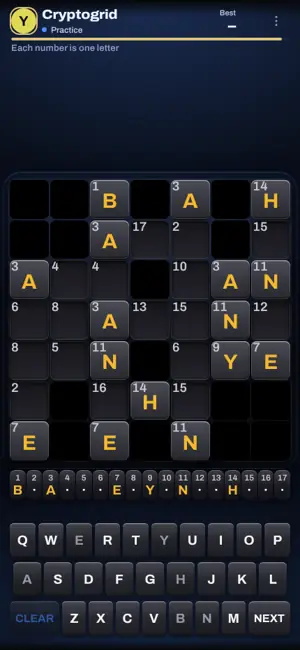 Y Cryptogrid Best ⋮
Practice –
Each number is one letter
1 B 3 A 14 H
3 A 17 2 15
3 A 4 4 10 3 A 11 N
6 8 3 A 13 15 11 N 12
8 5 11 N 6 9 Y 7 E
2 16 14 H 15
7 E 7 E 11 N
1 2 3 4 5 6 7 8 9 10 11 12 13 14 15 16 17
B · A · · · E · Y · N · · H · · ·
Q W E R T Y U I O P
A S D F G H J K L
CLEAR Z X C V B N M NEXT